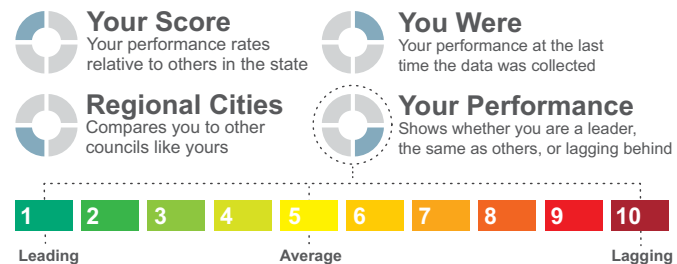 Your Score
Your performance rates
relative to others in the state
You Were
Your performance at the last
time the data was collected
Regional Cities
Compares you to other
councils like yours
Your Performance
Shows whether you are a leader,
the same as others, or lagging behind
1 2 3 4 5 6 7 8 9 10
Leading Average Lagging